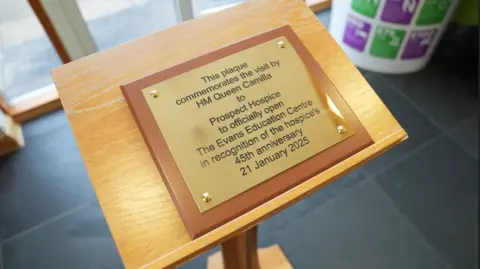 This plaque
commemorates the visit by
HM Queen Camilla
to
Prospect Hospice
to officially open
The Evans Education Centre
in recognition of the hospice's
45th anniversary
21 January 2025